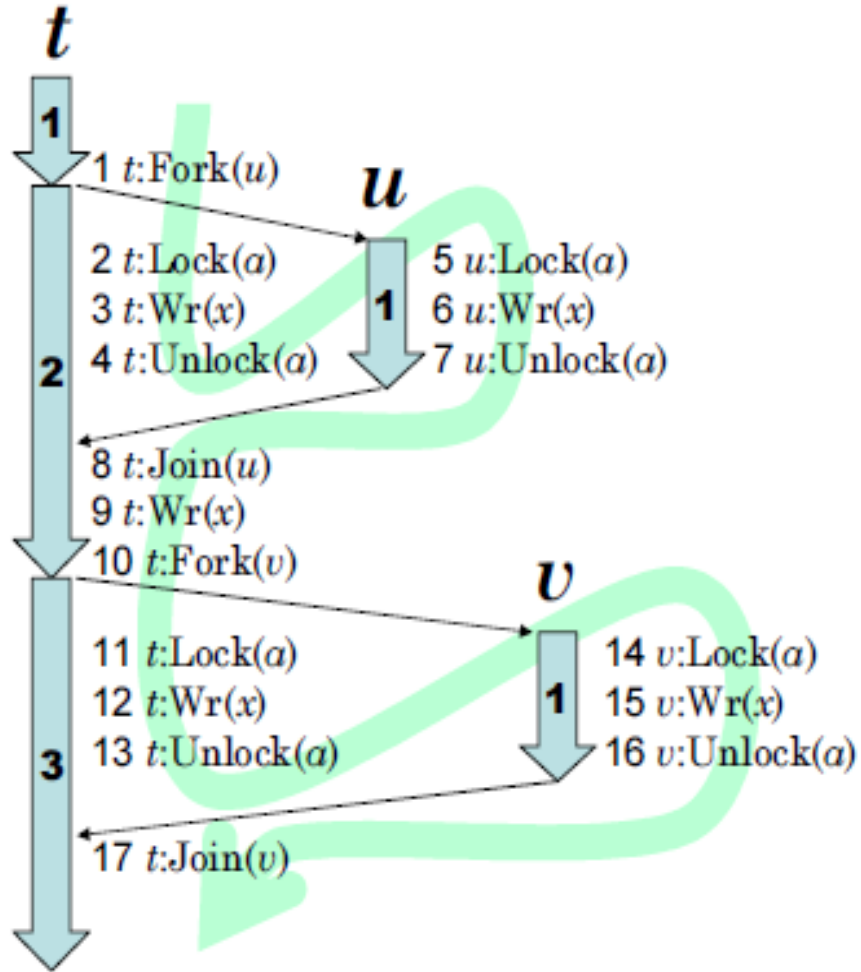 t
1
1 t:Fork(u)
u
2 t:Lock(a)
3 t:Wr(x)
4 t:Unlock(a)
1
5 u:Lock(a)
6 u:Wr(x)
7 u:Unlock(a)
2
8 t:Join(u)
9 t:Wr(x)
10 t:Fork(v)
v
11 t:Lock(a)
12 t:Wr(x)
13 t:Unlock(a)
1
14 v:Lock(a)
15 v:Wr(x)
16 v:Unlock(a)
3
17 t:Join(v)